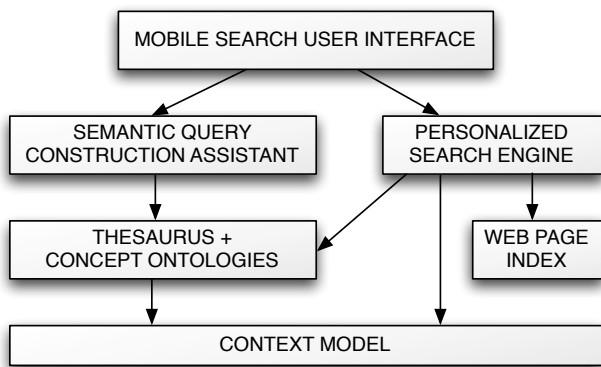 MOBILE SEARCH USER INTERFACE
SEMANTIC QUERY
CONSTRUCTION ASSISTANT
PERSONALIZED
SEARCH ENGINE
THESAURUS +
CONCEPT ONTOLOGIES
WEB PAGE
INDEX
CONTEXT MODEL